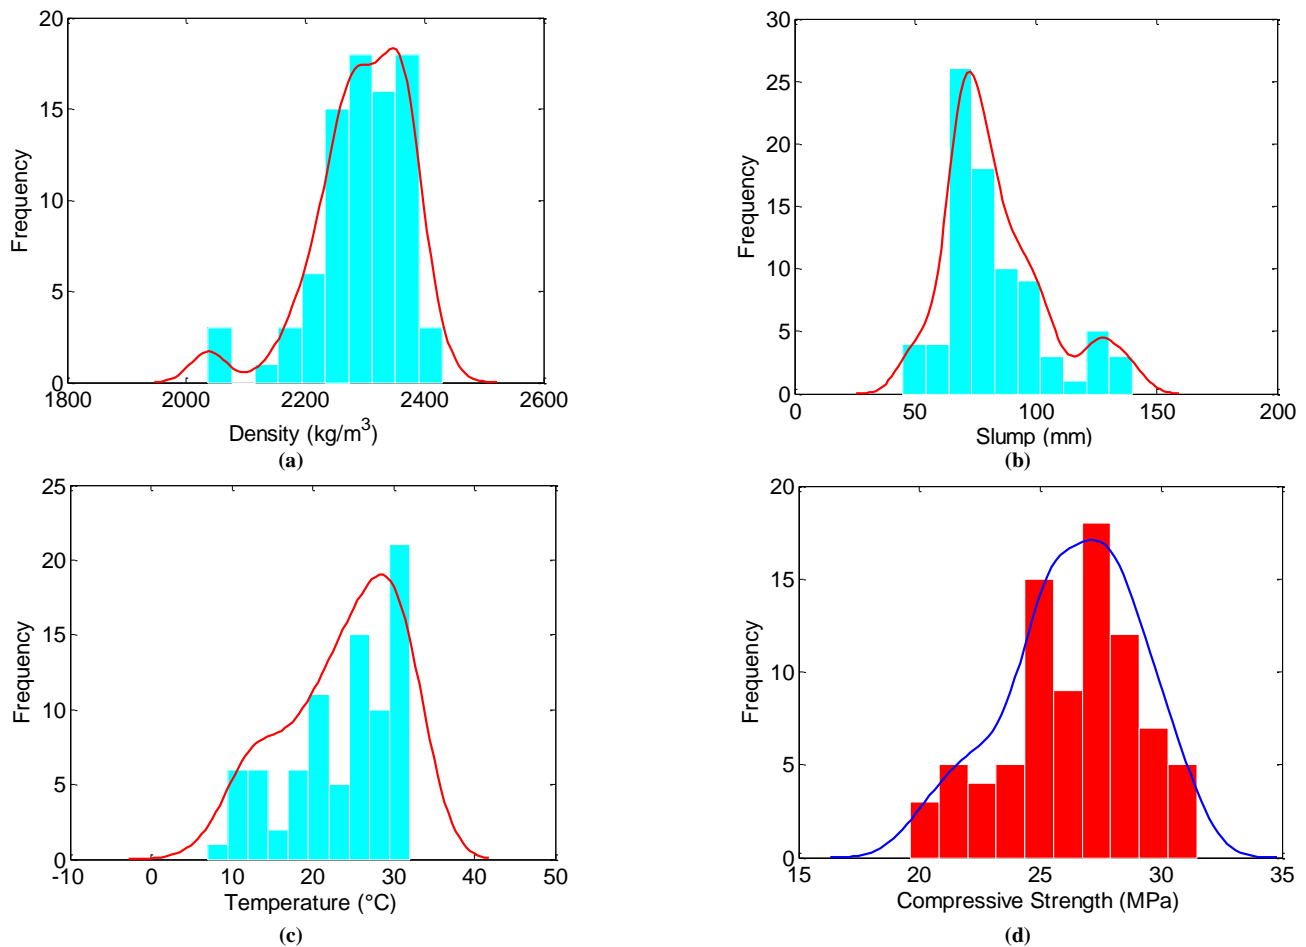 20
15
10
5
0
1800 2000 2200 2400 2600
Frequency
Density (kg/m3)
(a)
30
25
20
15
10
5
0
0 50 100 150 200
Frequency
Slump (mm)
(b)
25
20
15
10
5
0
-10 0 10 20 30 40 50
Frequency
Temperature (°C)
(c)
20
15
10
5
0
15 20 25 30 35
Frequency
Compressive Strength (MPa)
(d)